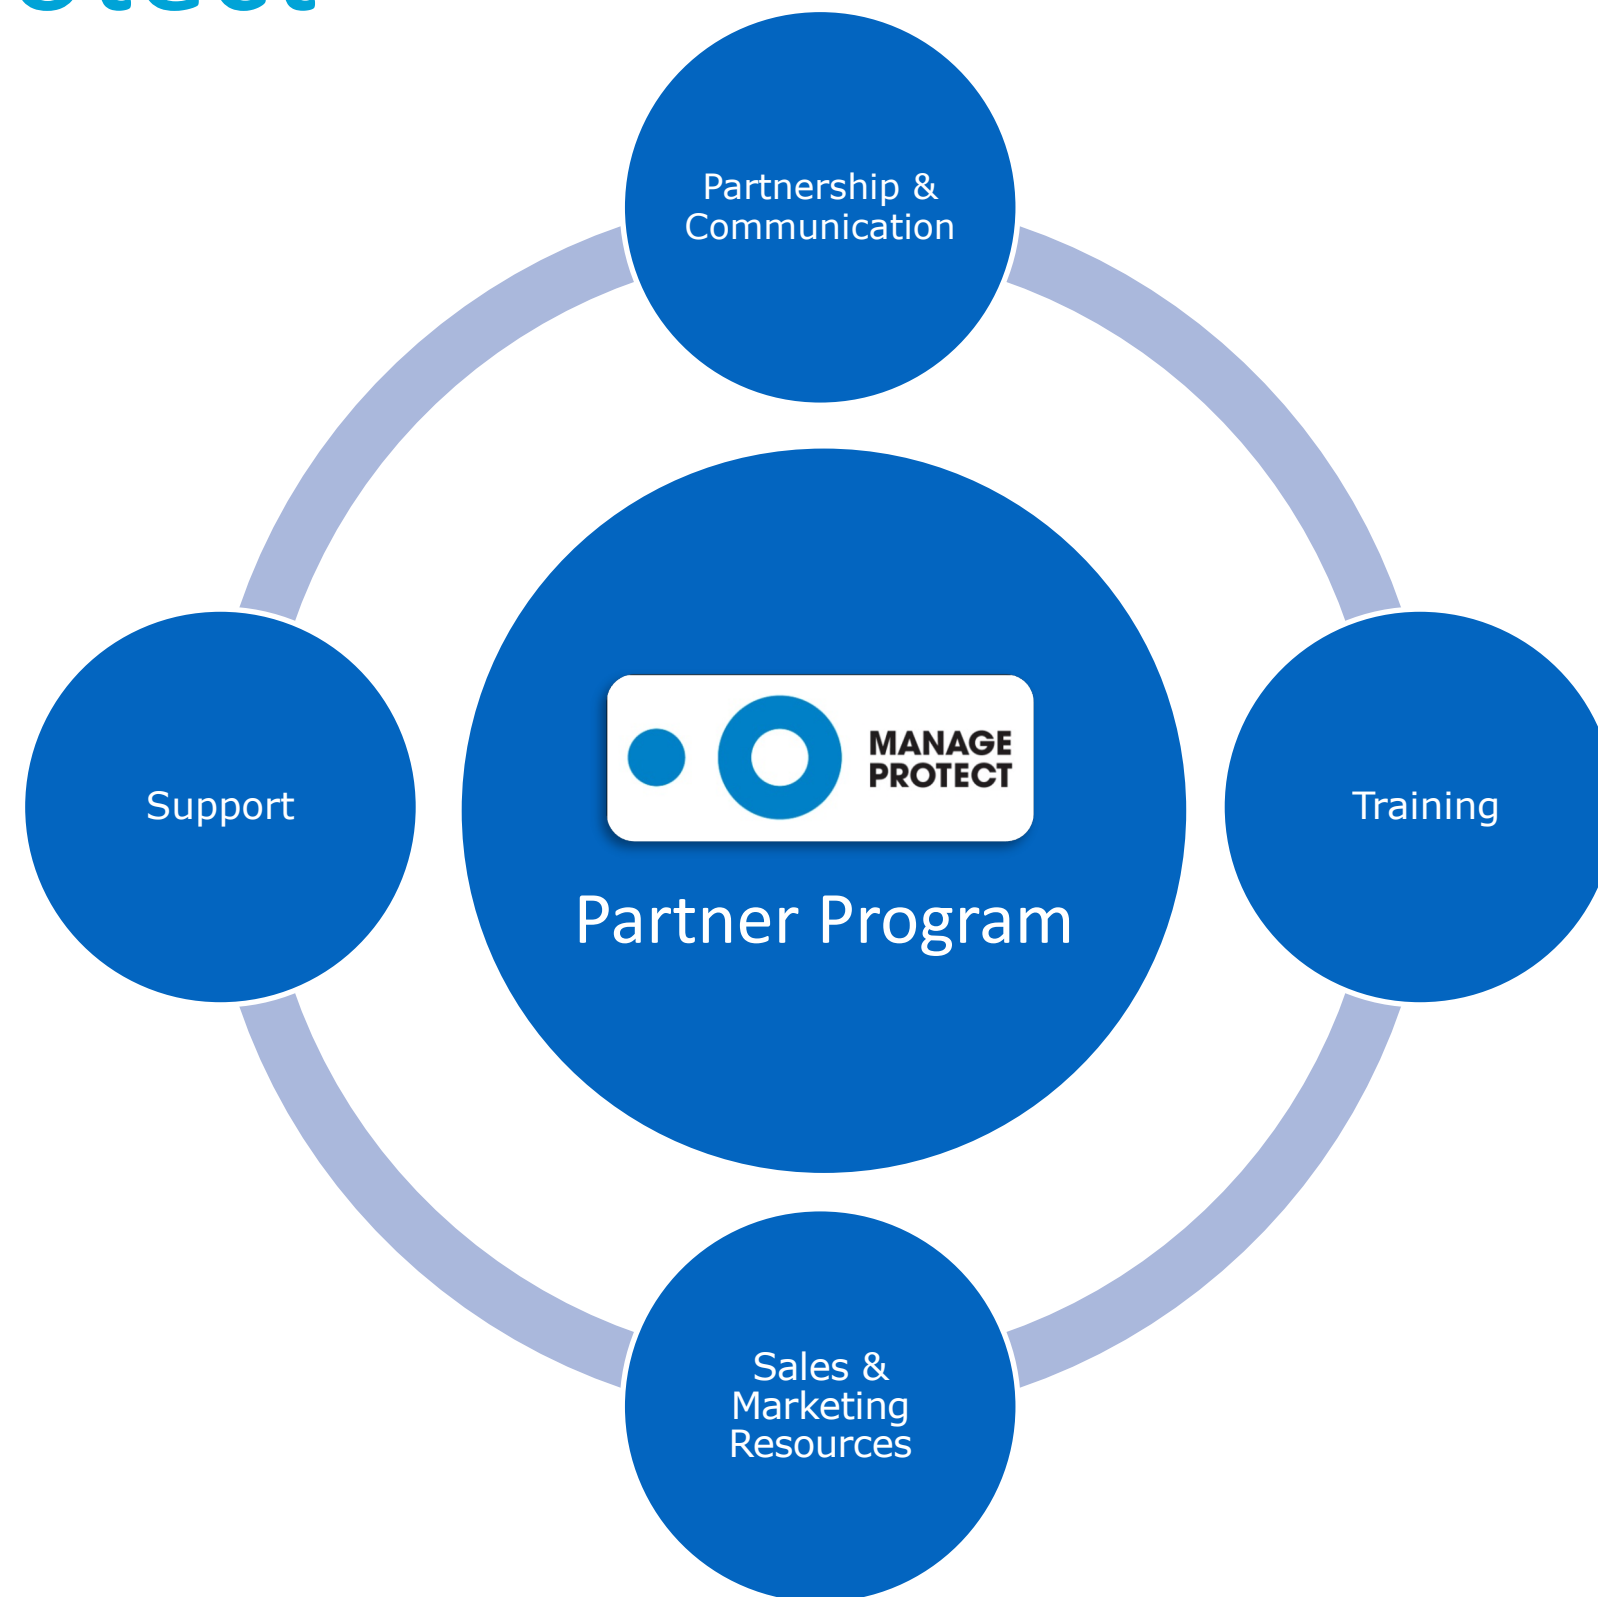 Partnership &
Communication
Support
MANAGE
PROTECT
Partner Program
Training
Sales &
Marketing
Resources